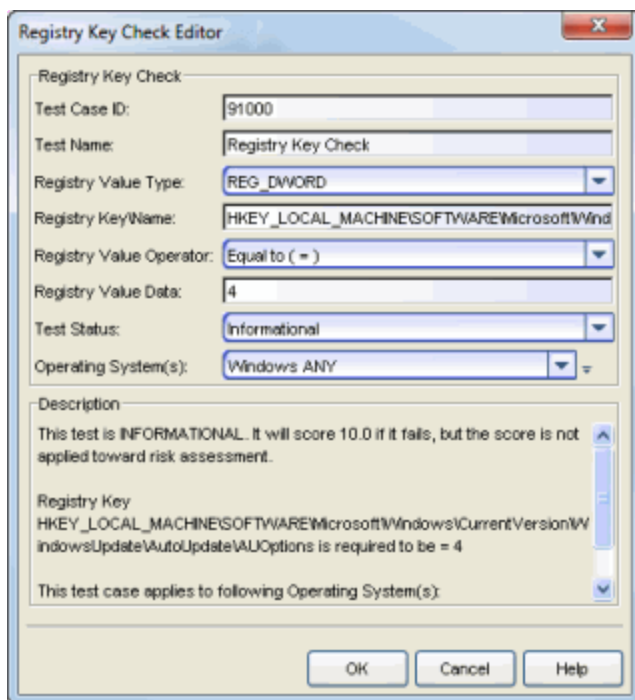 Registry Key Check Editor
Registry Key Check
Test Case ID: 91000
Test Name: Registry Key Check
Registry Value Type: REG_DWORD
Registry Key\Name: HKEY_LOCAL_MACHINE\SOFTWARE\Microsoft\Wind
Registry Value Operator: Equal to ( = )
Registry Value Data: 4
Test Status: Informational
Operating System(s): Windows ANY
Description
This test is INFORMATIONAL. It will score 10.0 if it fails, but the score is not
applied toward risk assessment.
Registry Key
HKEY_LOCAL_MACHINE\SOFTWARE\Microsoft\Windows\CurrentVersion\W
indowsUpdate\AutoUpdate\AUOptions is required to be = 4
This test case applies to following Operating System(s):
OK Cancel Help